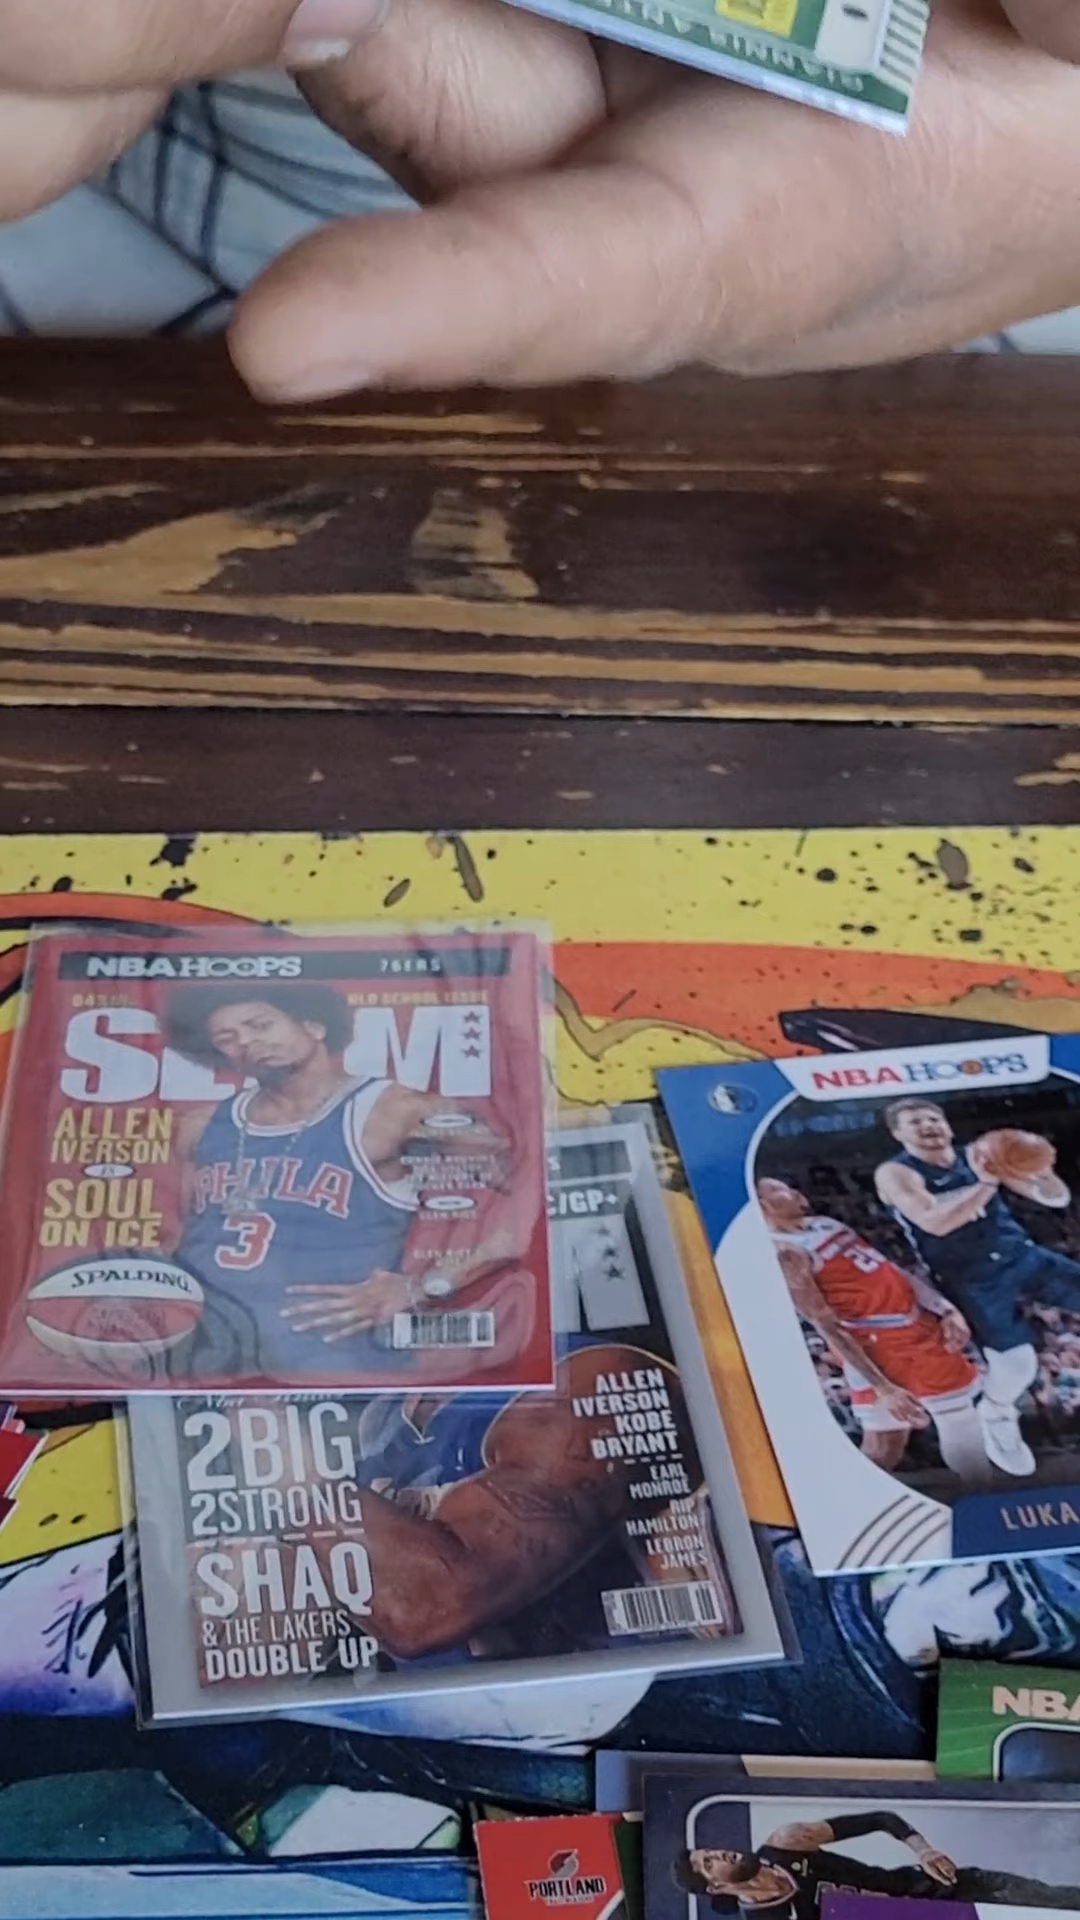 GIANNIS ANT
NBA HOOPS 76ERS
OLD SCHOOL ISSUE
SLAM
ALLEN
IVERSON
SOUL
ON ICE
SPALDING
PHILA
3
C/GP+
2BIG
2STRONG
SHAQ
& THE LAKERS
DOUBLE UP
ALLEN
IVERSON
KOBE
BRYANT
EARL
MONROE
RIP
HAMILTON
LEBRON
JAMES
NBA HOOPS
LUKA
NBA
PORTLAND